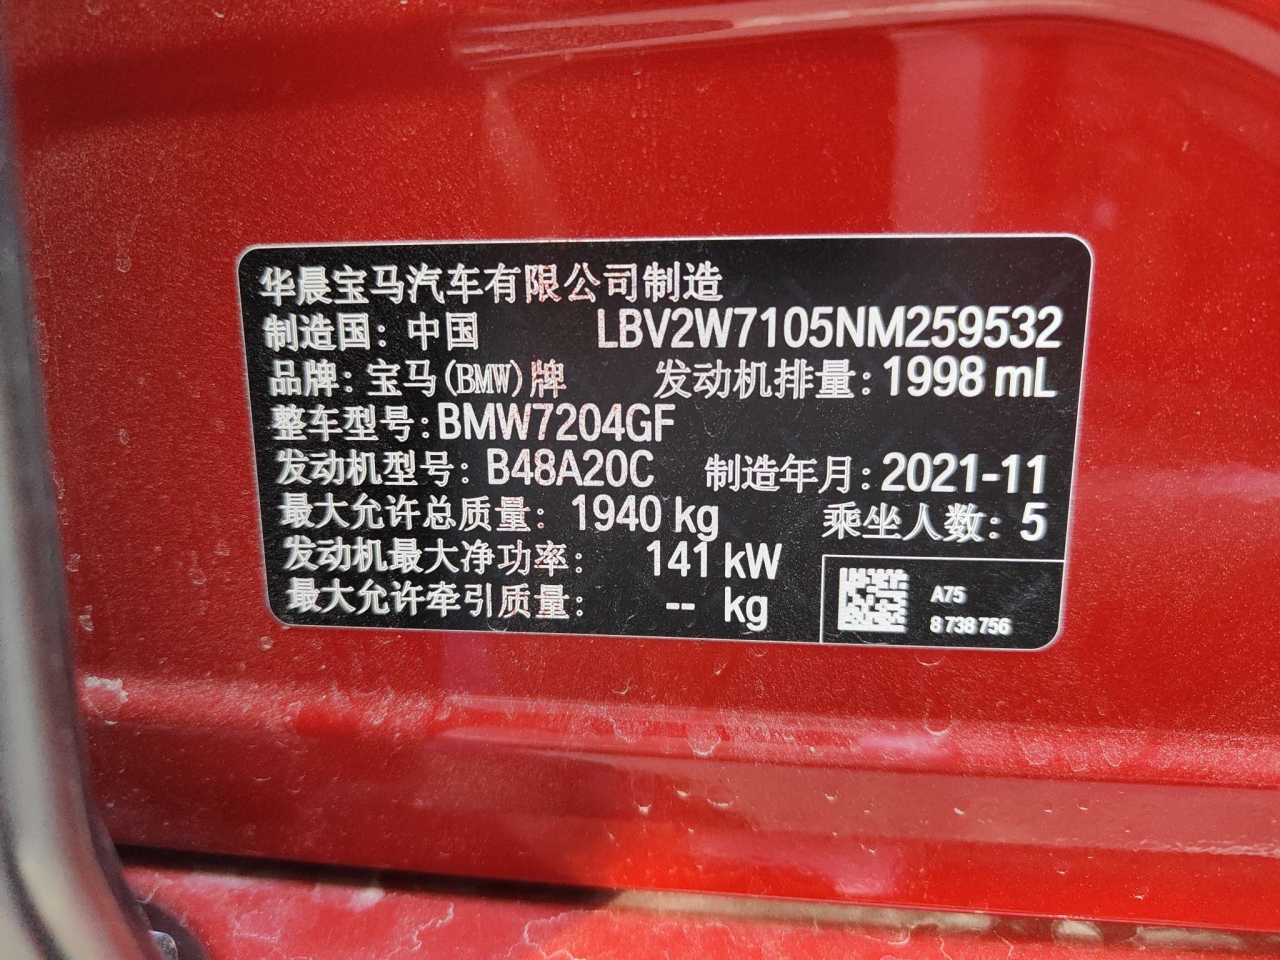 华晨宝马汽车有限公司制造
制造国：中国 LBV2W7105NM259532
品牌：宝马(BMW)牌 发动机排量：1998 mL
整车型号：BMW7204GF
发动机型号：B48A20C 制造年月：2021-11
最大允许总质量：1940 kg 乘坐人数：5
发动机最大净功率：141 kW
最大允许牵引质量：-- kg
A75
8 738 756